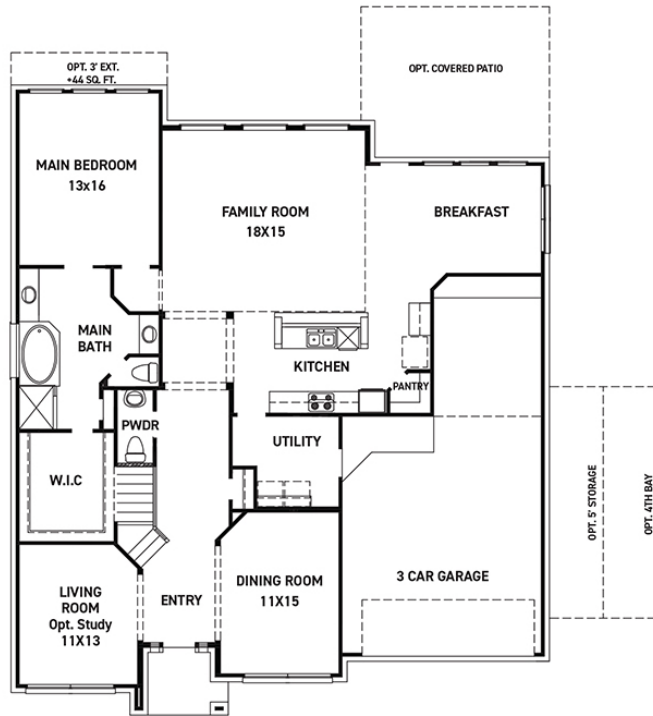 OPT. 3' EXT.
+44 SQ. FT.
OPT. COVERED PATIO
MAIN BEDROOM
13x16
FAMILY ROOM
18X15
BREAKFAST
MAIN
BATH
KITCHEN
PANTRY
PWDR
UTILITY
W.I.C
OPT. 5' STORAGE
OPT. 4TH BAY
LIVING
ROOM
Opt. Study
11X13
ENTRY
DINING ROOM
11X15
3 CAR GARAGE